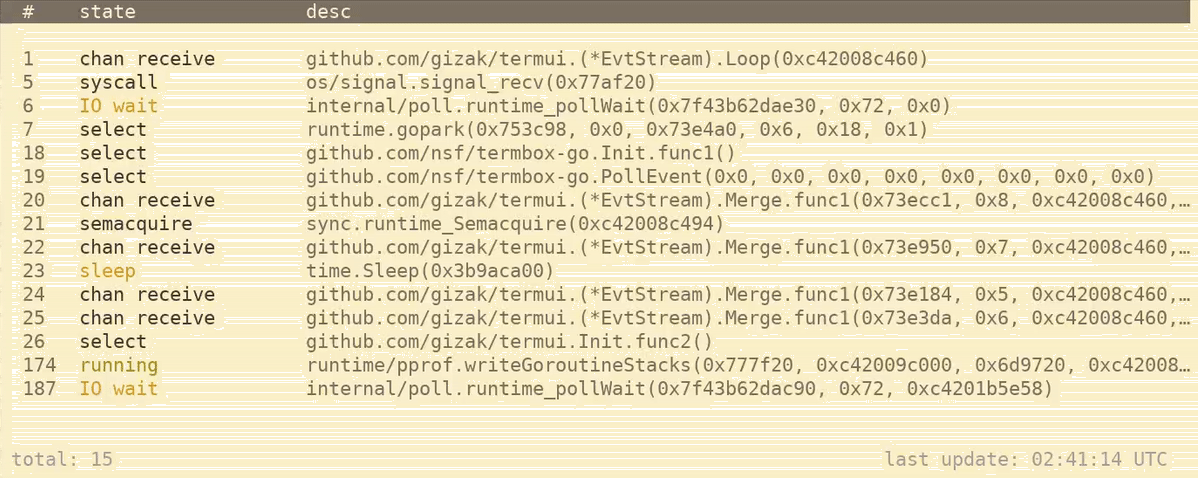 # state desc
1 chan receive github.com/gizak/termui.(*EvtStream).Loop(0xc42008c460)
5 syscall os/signal.signal_recv(0x77af20)
6 IO wait internal/poll.runtime_pollWait(0x7f43b62dae30, 0x72, 0x0)
7 select runtime.gopark(0x753c98, 0x0, 0x73e4a0, 0x6, 0x18, 0x1)
18 select github.com/nsf/termbox-go.Init.func1()
19 select github.com/nsf/termbox-go.PollEvent(0x0, 0x0, 0x0, 0x0, 0x0, 0x0, 0x0, 0x0)
20 chan receive github.com/gizak/termui.(*EvtStream).Merge.func1(0x73ecc1, 0x8, 0xc42008c460,…
21 semacquire sync.runtime_Semacquire(0xc42008c494)
22 chan receive github.com/gizak/termui.(*EvtStream).Merge.func1(0x73e950, 0x7, 0xc42008c460,…
23 sleep time.Sleep(0x3b9aca00)
24 chan receive github.com/gizak/termui.(*EvtStream).Merge.func1(0x73e184, 0x5, 0xc42008c460,…
25 chan receive github.com/gizak/termui.(*EvtStream).Merge.func1(0x73e3da, 0x6, 0xc42008c460,…
26 select github.com/gizak/termui.Init.func2()
174 running runtime/pprof.writeGoroutineStacks(0x777f20, 0xc42009c000, 0x6d9720, 0xc42008…
187 IO wait internal/poll.runtime_pollWait(0x7f43b62dac90, 0x72, 0xc4201b5e58)
total: 15 last update: 02:41:14 UTC